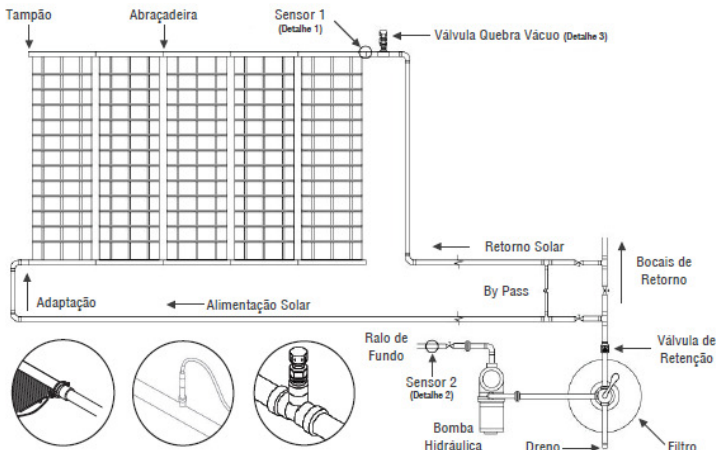 Tampão
Abraçadeira
Sensor 1
(Detalhe 1)
Válvula Quebra Vácuo (Detalhe 3)
Retorno Solar
Bocais de
Retorno
By Pass
Adaptação
Alimentação Solar
Ralo de
Fundo
Válvula de
Retenção
Sensor 2
(Detalhe 2)
Bomba
Hidráulica
Dreno
Filtro